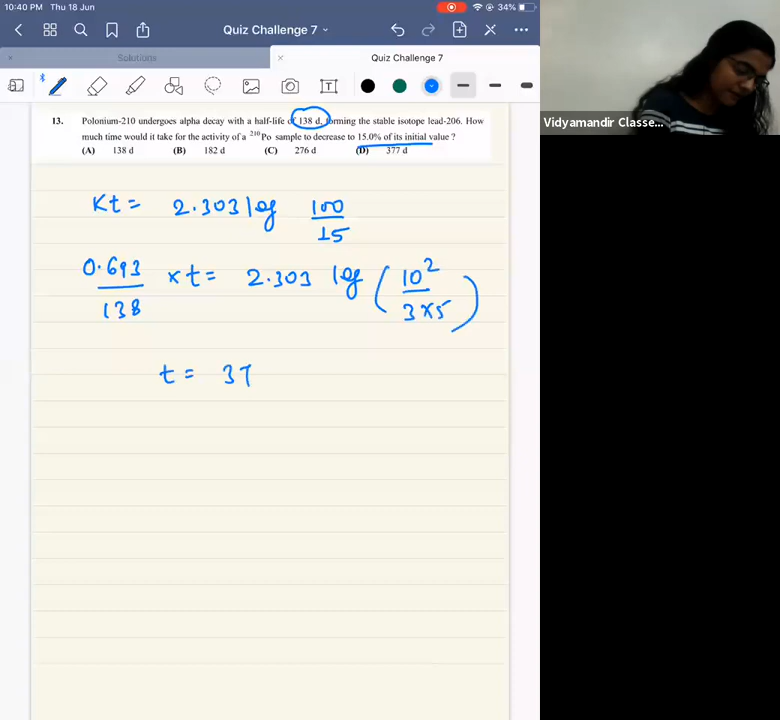 10:40 PM Thu 18 Jun 34%
Quiz Challenge 7
Solutions
Quiz Challenge 7
13. Polonium-210 undergoes alpha decay with a half-life of 138 d, forming the stable isotope lead-206. How
much time would it take for the activity of a ²¹⁰Po sample to decrease to 15.0% of its initial value ?
(A) 138 d (B) 182 d (C) 276 d (D) 377 d
Kt = 2.303 log 100/15
0.693/138 × t = 2.303 log (10²/3×5)
t = 37
Vidyamandir Classe...